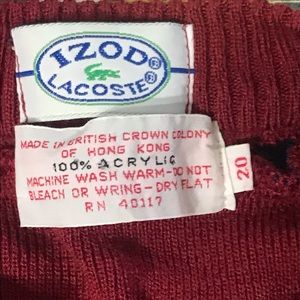 IZOD®
LACOSTE®
MADE IN BRITISH CROWN COLONY
OF HONG KONG
100% ACRYLIC
MACHINE WASH WARM-DO NOT
BLEACH OR WRING-DRY FLAT
RN 40117
20